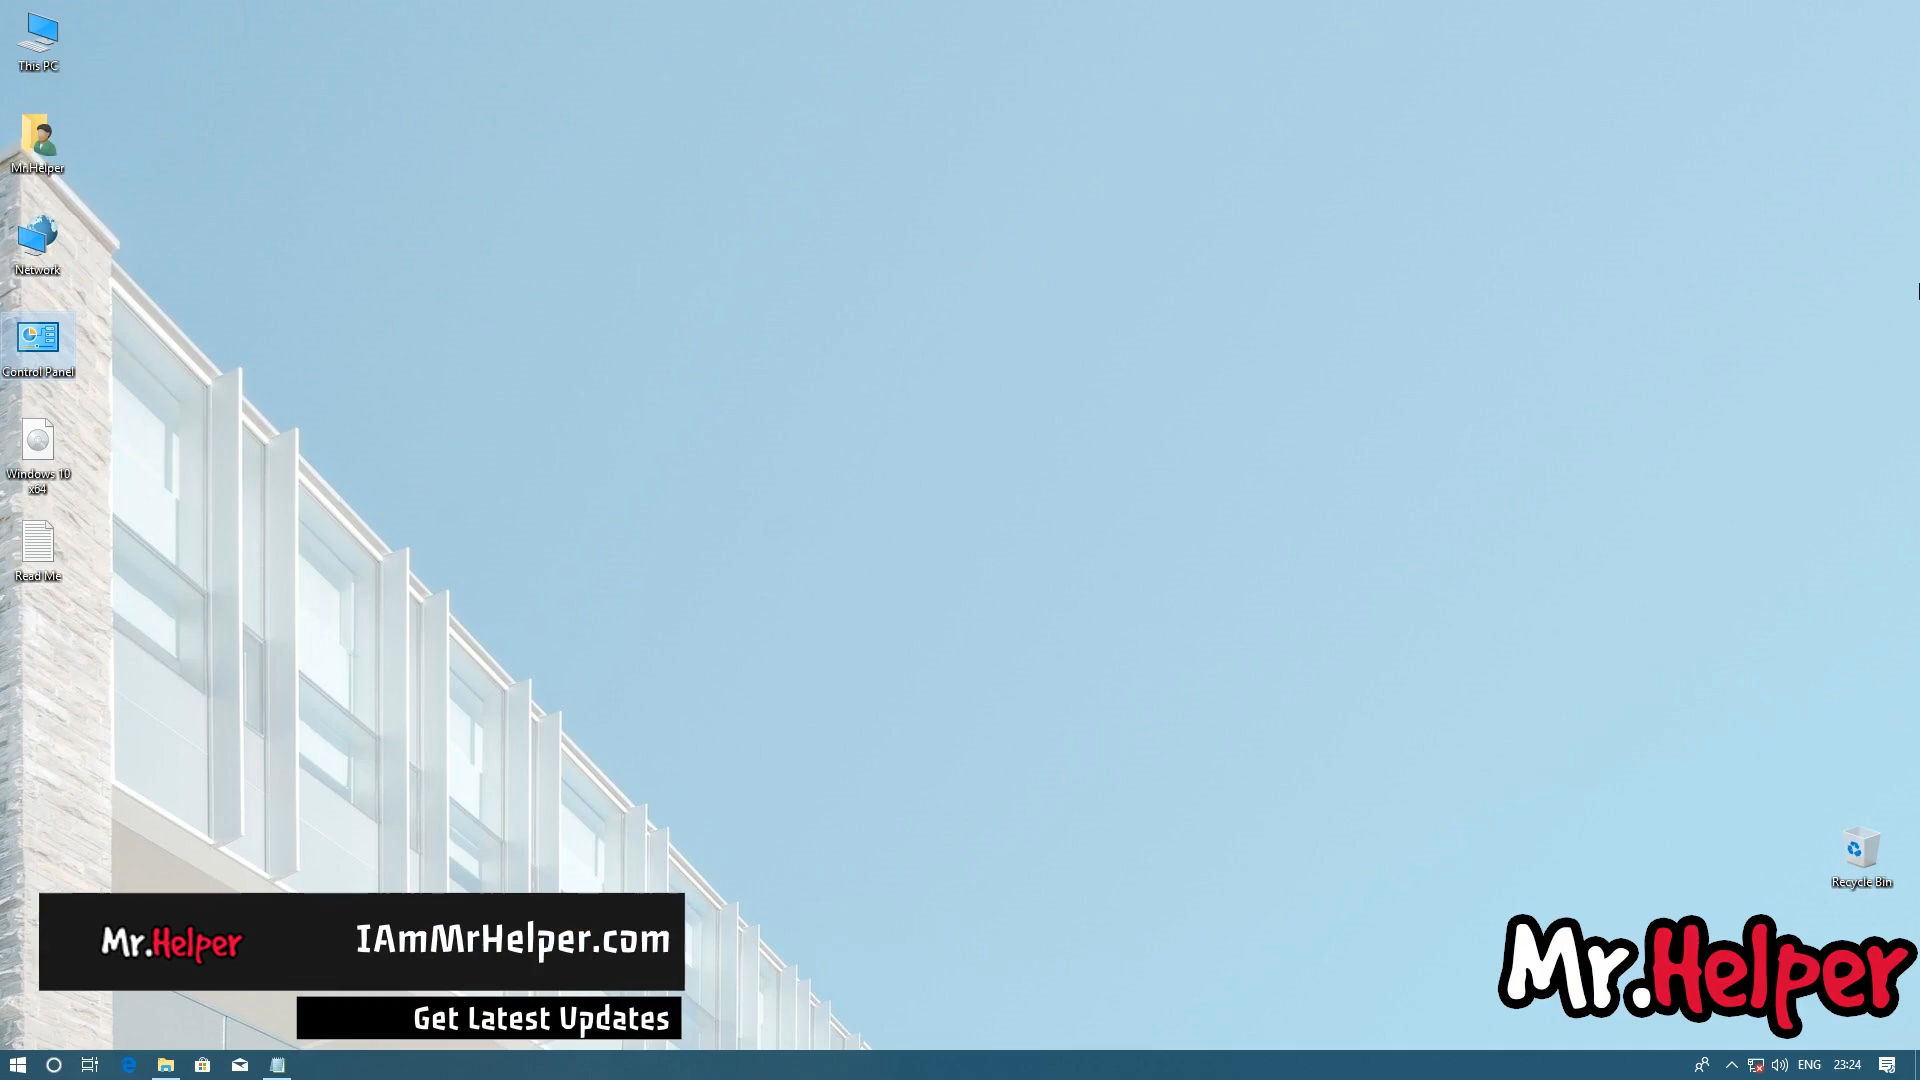 This PC
Mr.Helper
Network
Control Panel
Windows 10
x64
Read Me
Recycle Bin
Mr.Helper
IAmMrHelper.com
Get Latest Updates
Mr.Helper
ENG
23:24